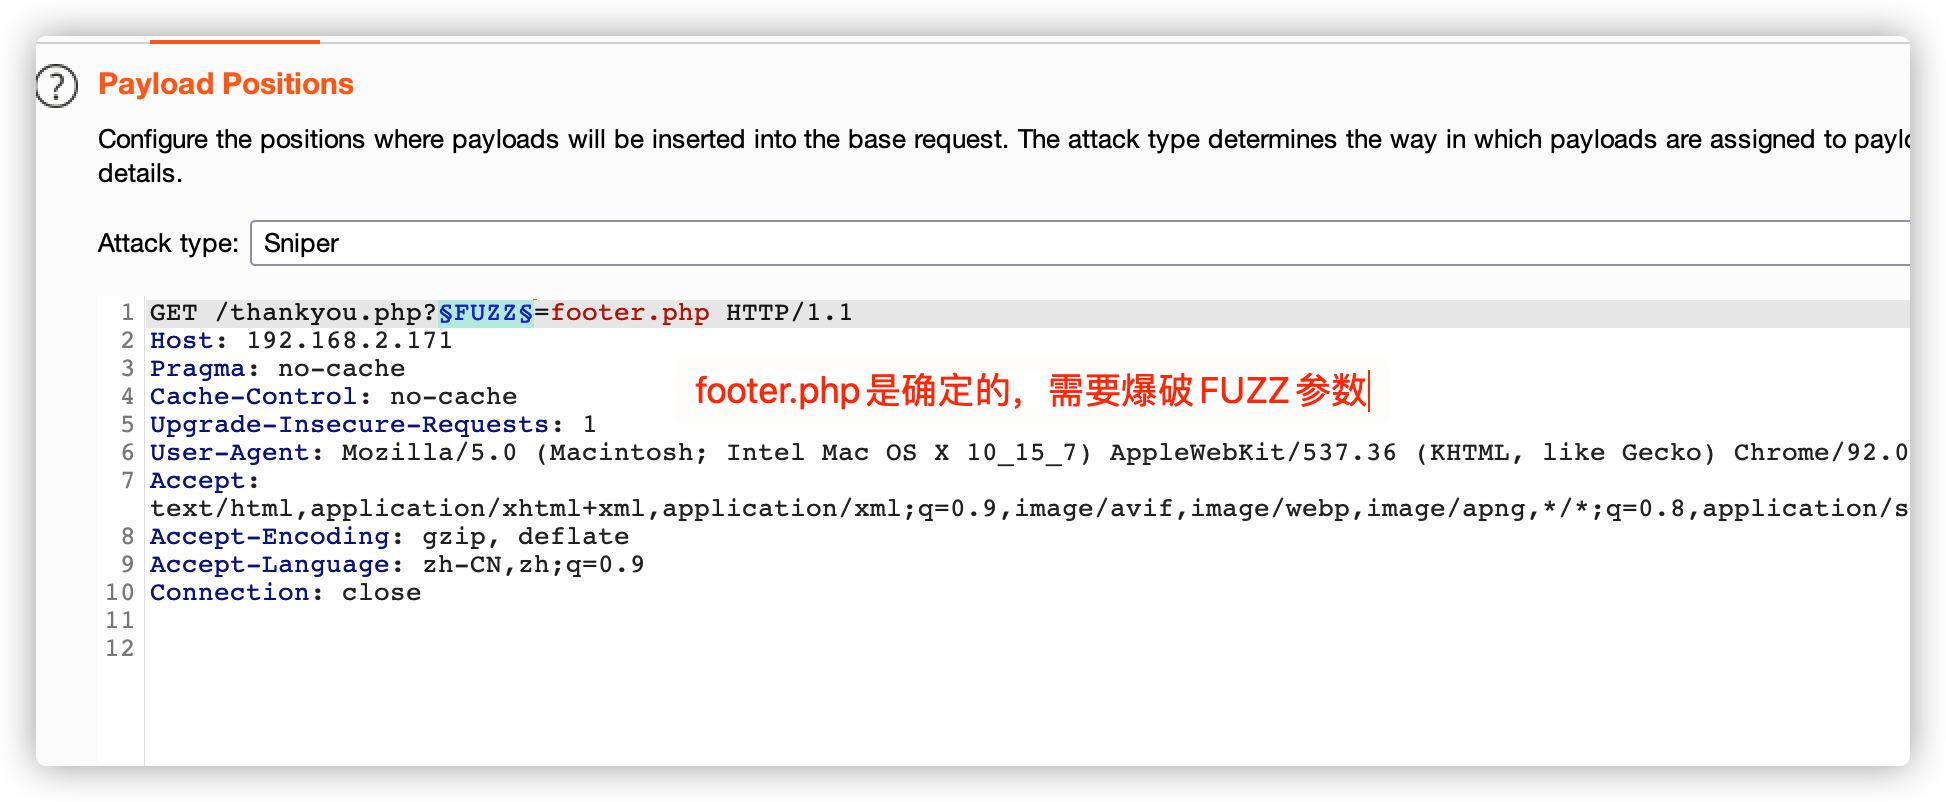 ?
Payload Positions
Configure the positions where payloads will be inserted into the base request. The attack type determines the way in which payloads are assigned to
details.
Attack type: Sniper
1 GET /thankyou.php?§FUZZ§=footer.php HTTP/1.1
2 Host: 192.168.2.171
3 Pragma: no-cache
footer.php是确定的，需要爆破FUZZ参数
4 Cache-Control: no-cache
5 Upgrade-Insecure-Requests: 1
6 User-Agent: Mozilla/5.0 (Macintosh; Intel Mac OS X 10_15_7) AppleWebKit/537.36 (KHTML, like Gecko) Chrome/92.0
7 Accept:
text/html,application/xhtml+xml,application/xml;q=0.9,image/avif,image/webp,image/apng,*/*;q=0.8,application/s
8 Accept-Encoding: gzip, deflate
9 Accept-Language: zh-CN,zh;q=0.9
10 Connection: close
11
12